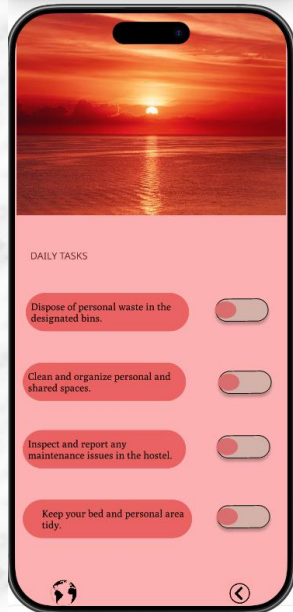 DAILY TASKS
Dispose of personal waste in the
designated bins.
Clean and organize personal and
shared spaces.
Inspect and report any
maintenance issues in the hostel.
Keep your bed and personal area
tidy.